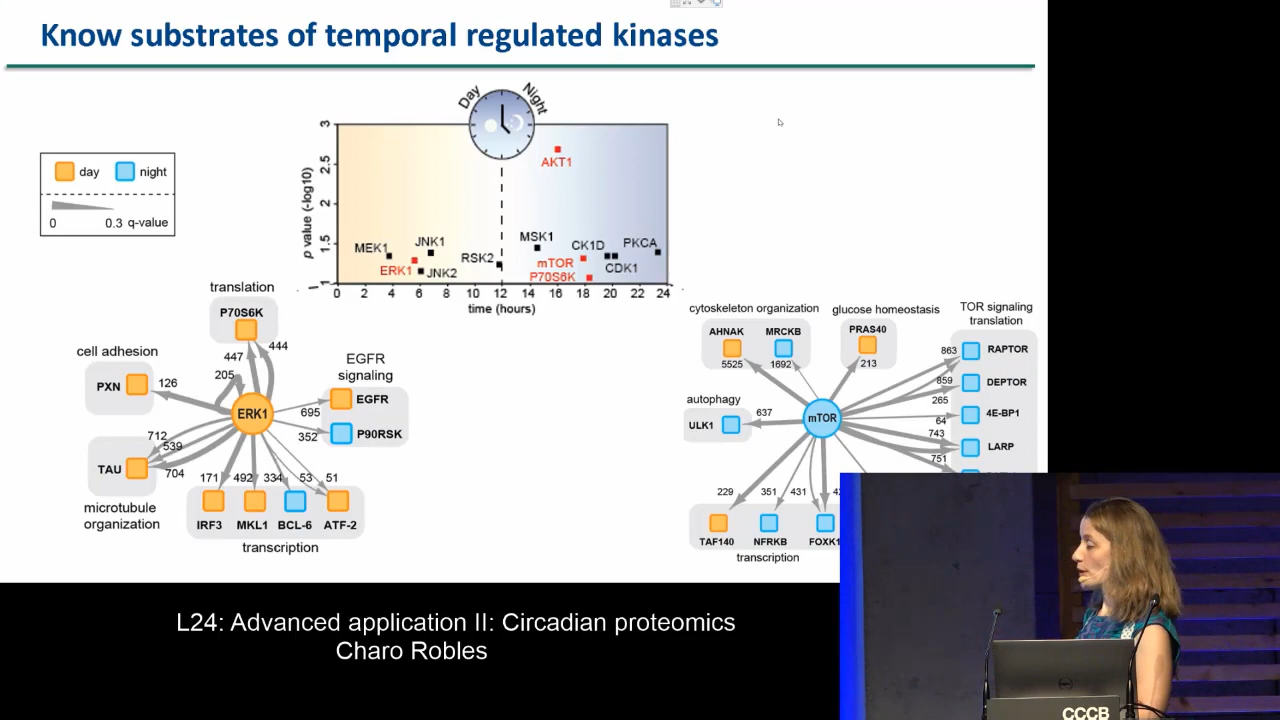 Know substrates of temporal regulated kinases
day
night
0
0.3 q-value
Day
Night
p value (-log10)
3
2.5
2
1.5
1
AKT1
MEK1
JNK1
ERK1
JNK2
RSK2
MSK1
mTOR
P70S6K
CK1D
CDK1
PKCA
0 2 4 6 8 10 12 14 16 18 20 22 24
time (hours)
translation
P70S6K
447
444
205
cell adhesion
PXN
126
ERK1
EGFR
signaling
695
EGFR
352
P90RSK
712
539
704
TAU
microtubule
organization
171
492
334
53
51
IRF3
MKL1
BCL-6
ATF-2
transcription
cytoskeleton organization
AHNAK
MRCKB
5525
1692
glucose homeostasis
PRAS40
213
TOR signaling
translation
863
RAPTOR
859
DEPTOR
265
64
4E-BP1
743
LARP
751
autophagy
ULK1
637
mTOR
229
351
431
TAF140
NFRKB
FOXK1
transcription
L24: Advanced application II: Circadian proteomics
Charo Robles
CCCB